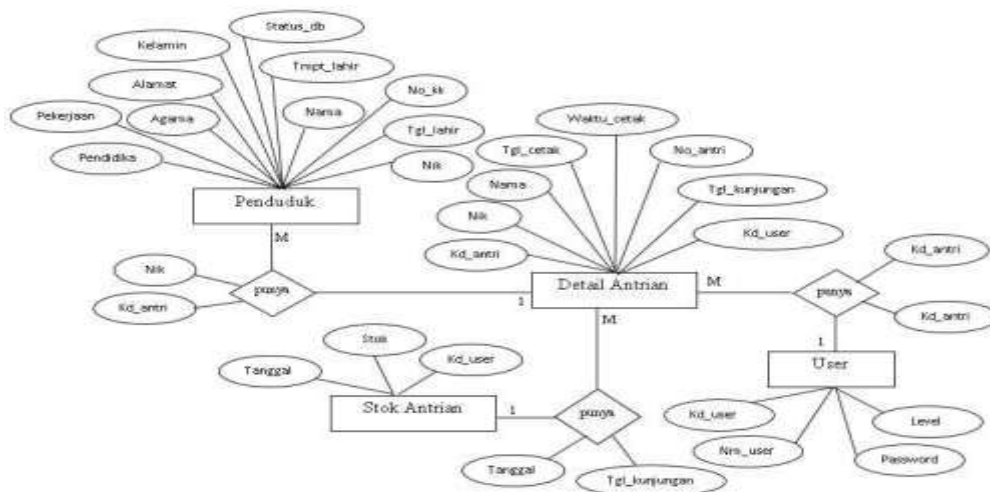 Status_db
Kelamin
Tmpt_lahir
Alamat
No_kk
Pekerjaan
Agama
Nama
Tgl_lahir
Pendidika
Nik
Penduduk
M
Nik
Kd_antri
punya
1
Waktu_cetak
Tgl_cetak
No_antri
Nama
Tgl_kunjungan
Nik
Kd_user
Kd_antri
Detail Antrian
M
M
Kd_antri
punya
Kd_antri
1
User
Kd_user
Nm_user
Level
Password
Stok
Kd_user
Tanggal
Stok Antrian
1
punya
Tanggal
Tgl_kunjungan